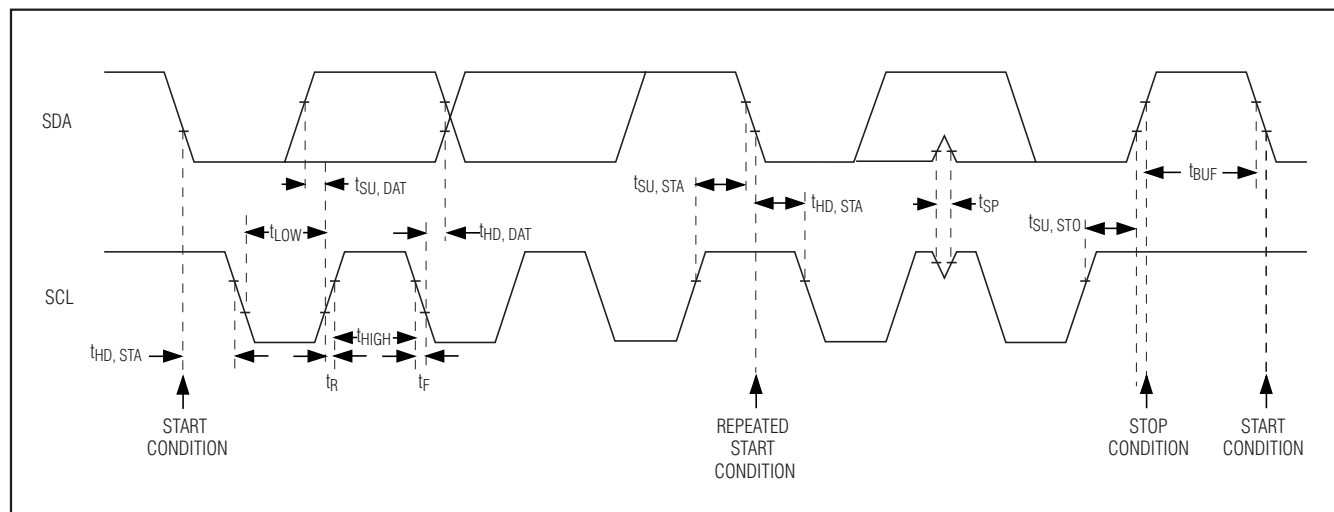 SDA
tSU, DAT
tSU, STA
tHD, STA
tSP
tBUF
tLOW
tHD, DAT
tSU, STO
SCL
tHD, STA
tHIGH
tR
tF
START
CONDITION
REPEATED
START
CONDITION
STOP
CONDITION
START
CONDITION